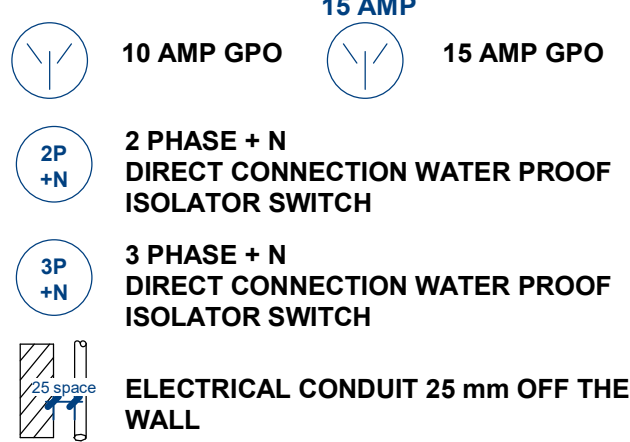 15 AMP
10 AMP GPO
15 AMP GPO
2P
+N
2 PHASE + N
DIRECT CONNECTION WATER PROOF
ISOLATOR SWITCH
3P
+N
3 PHASE + N
DIRECT CONNECTION WATER PROOF
ISOLATOR SWITCH
25 space
ELECTRICAL CONDUIT 25 mm OFF THE
WALL